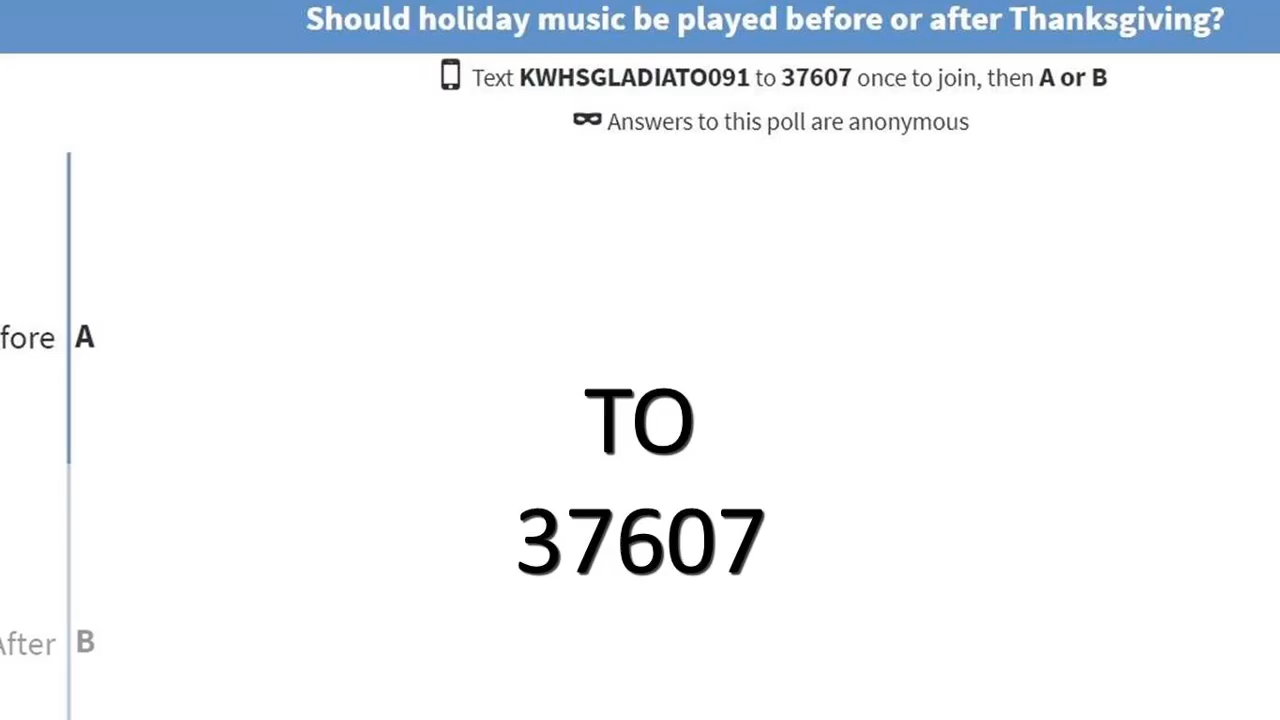 Should holiday music be played before or after Thanksgiving?
Text KWHSGLADIATO091 to 37607 once to join, then A or B
Answers to this poll are anonymous
fore A
TO
37607
After B